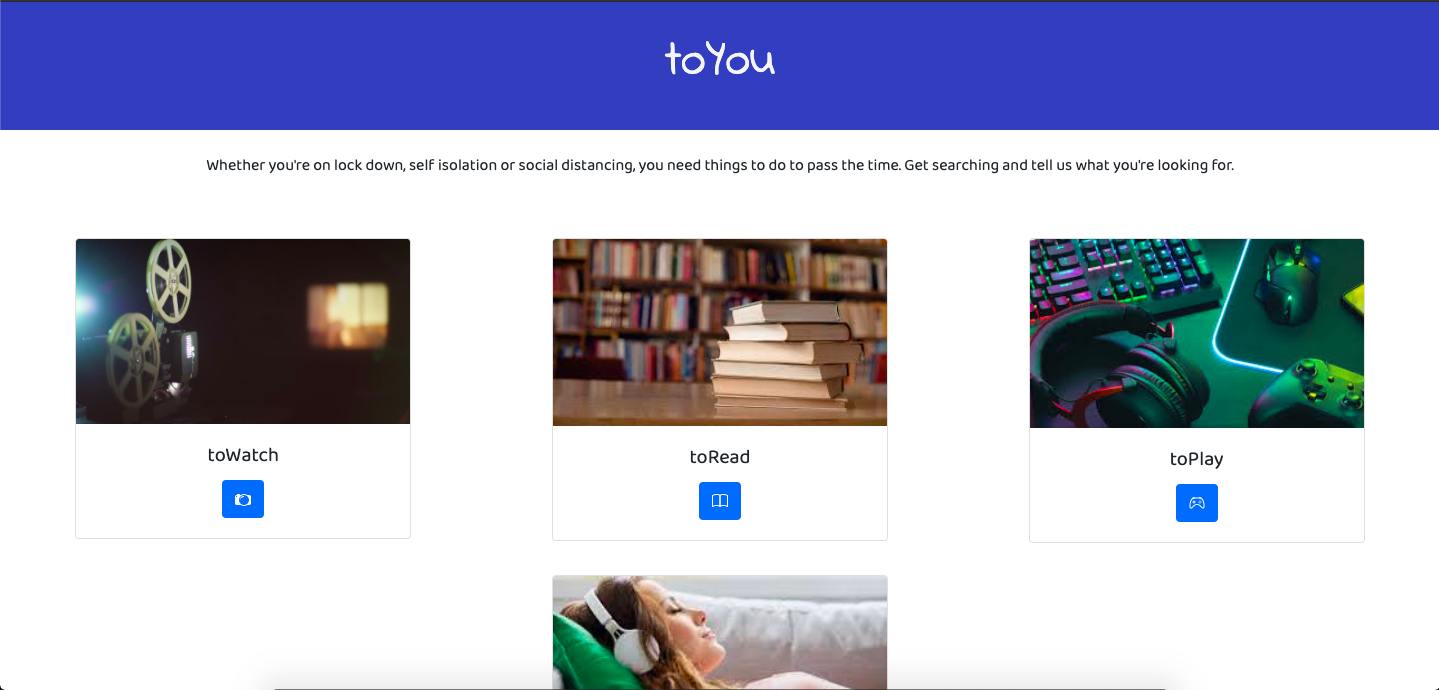 toYou
Whether you're on lock down, self isolation or social distancing, you need things to do to pass the time. Get searching and tell us what you're looking for.
toWatch
toRead
toPlay